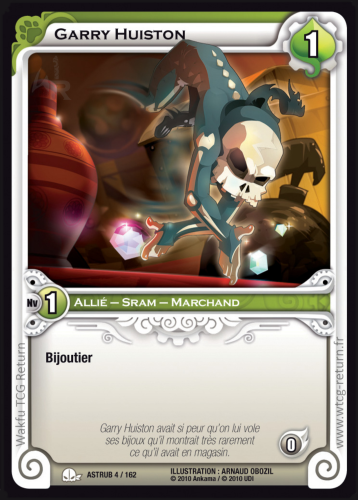 Garry Huiston
1
Nv 1 Allié – Sram – Marchand
Bijoutier
Garry Huiston avait si peur qu'on lui vole
ses bijoux qu'il montrait très rarement
ce qu'il avait en magasin.
0
ASTRUB 4 / 162
ILLUSTRATION : ARNAUD OBOZIL
© 2010 Ankama / © 2010 UDI
Wakfu TCG Return
www.wtcg-return.fr